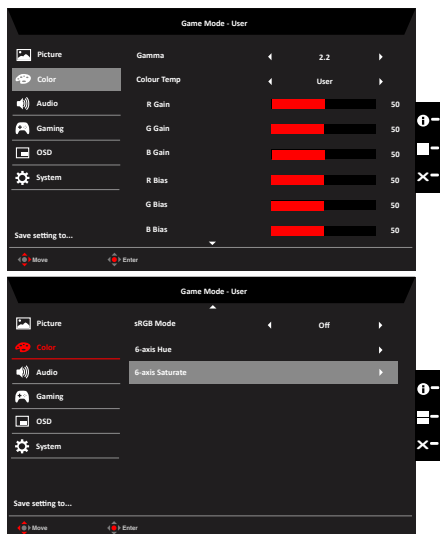 Game Mode - User
Picture
Gamma
2.2
Color
Colour Temp
User
Audio
R Gain
50
Gaming
G Gain
50
OSD
B Gain
50
System
R Bias
50
G Bias
50
Save setting to...
B Bias
50
Move
Enter
Game Mode - User
Picture
sRGB Mode
Off
Color
6-axis Hue
Audio
6-axis Saturate
Gaming
OSD
System
Save setting to...
Move
Enter